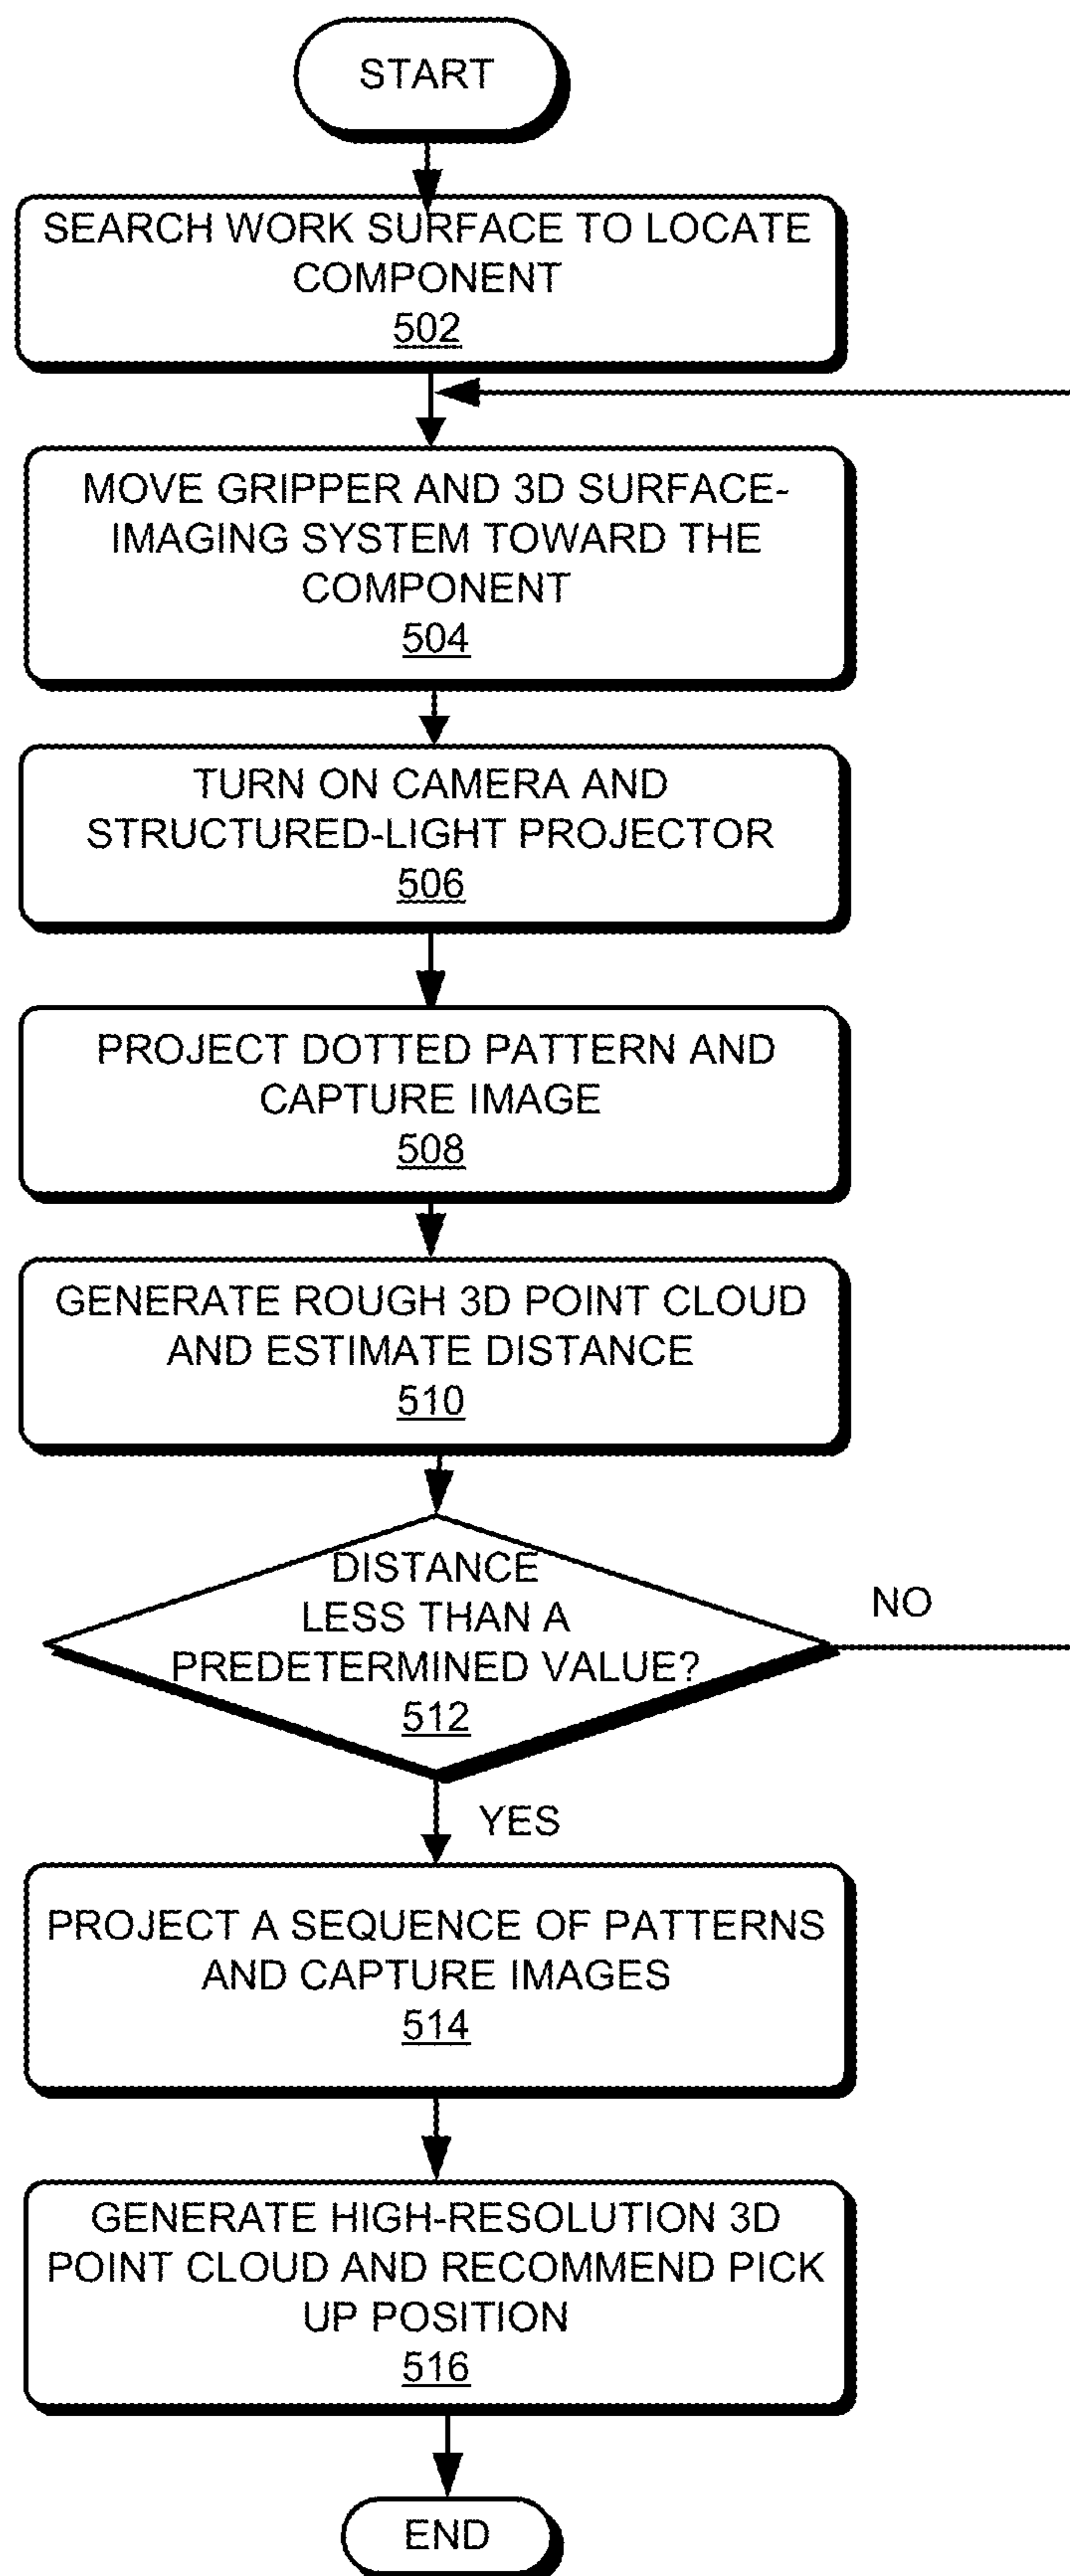 START
SEARCH WORK SURFACE TO LOCATE
COMPONENT
502
MOVE GRIPPER AND 3D SURFACE-
IMAGING SYSTEM TOWARD THE
COMPONENT
504
TURN ON CAMERA AND
STRUCTURED-LIGHT PROJECTOR
506
PROJECT DOTTED PATTERN AND
CAPTURE IMAGE
508
GENERATE ROUGH 3D POINT CLOUD
AND ESTIMATE DISTANCE
510
DISTANCE
LESS THAN A
PREDETERMINED VALUE?
512
NO
YES
PROJECT A SEQUENCE OF PATTERNS
AND CAPTURE IMAGES
514
GENERATE HIGH-RESOLUTION 3D
POINT CLOUD AND RECOMMEND PICK
UP POSITION
516
END